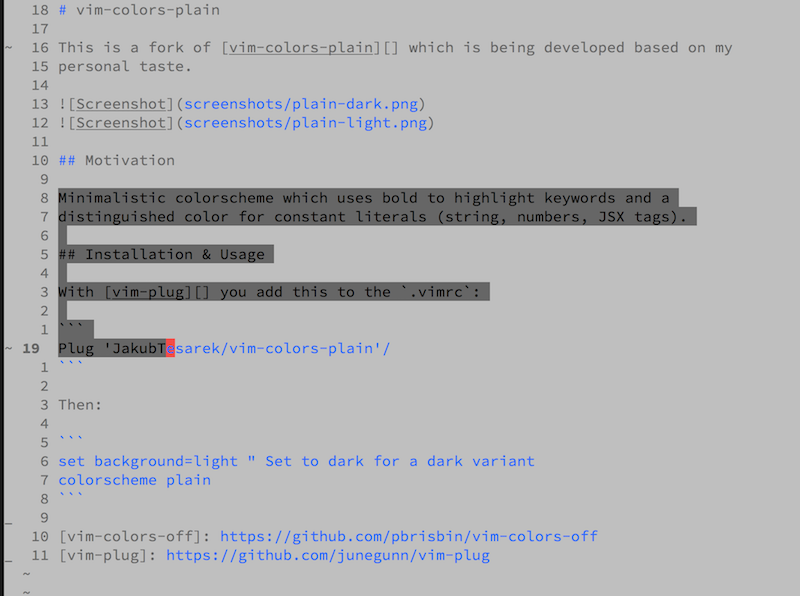 18 # vim-colors-plain
17
~ 16 This is a fork of [vim-colors-plain][] which is being developed based on my
15 personal taste.
14
13 ![Screenshot](screenshots/plain-dark.png)
12 ![Screenshot](screenshots/plain-light.png)
11
10 ## Motivation
9
8 Minimalistic colorscheme which uses bold to highlight keywords and a
7 distinguished color for constant literals (string, numbers, JSX tags).
6
5 ## Installation & Usage
4
3 With [vim-plug][] you add this to the `.vimrc`:
2
1 ```
~ 19 Plug 'JakubTesarek/vim-colors-plain'/
1 ```
2
3 Then:
4
5 ```
6 set background=light " Set to dark for a dark variant
7 colorscheme plain
8 ```
_ 9
10 [vim-colors-off]: https://github.com/pbrisbin/vim-colors-off
_ 11 [vim-plug]: https://github.com/junegunn/vim-plug
~
~